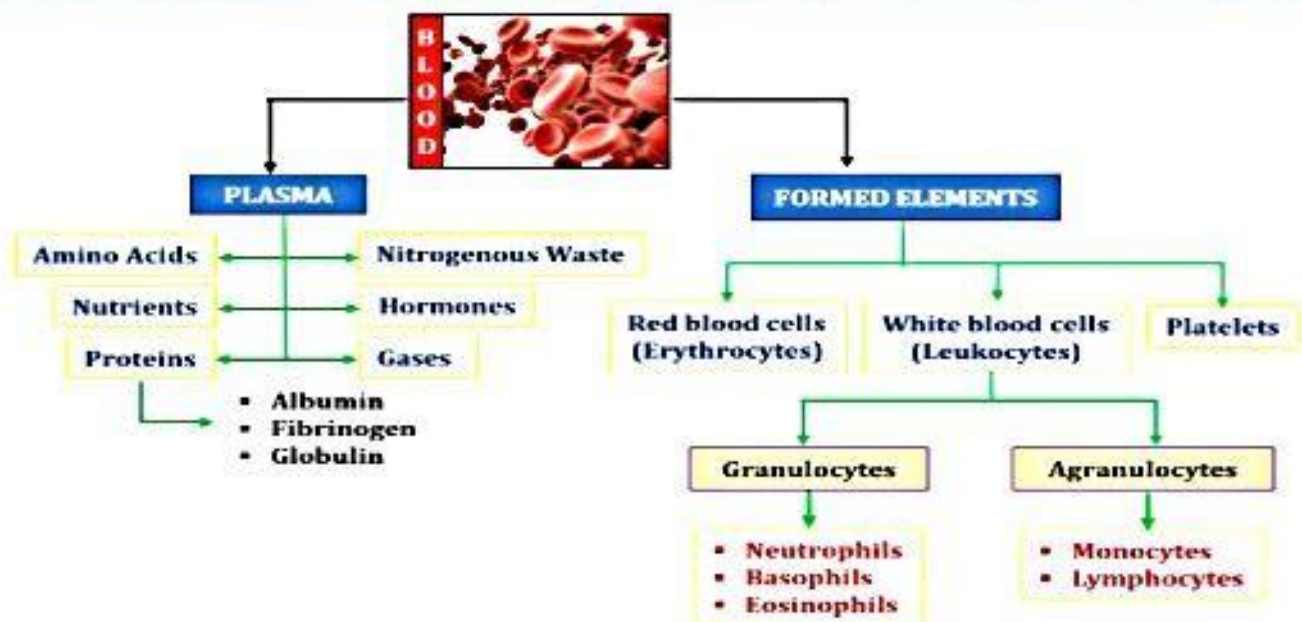 BLOOD
PLASMA
Amino Acids
Nitrogenous Waste
Nutrients
Hormones
Proteins
Gases
▪ Albumin
▪ Fibrinogen
▪ Globulin
FORMED ELEMENTS
Red blood cells
(Erythrocytes)
White blood cells
(Leukocytes)
Platelets
Granulocytes
▪ Neutrophils
▪ Basophils
▪ Eosinophils
Agranulocytes
▪ Monocytes
▪ Lymphocytes